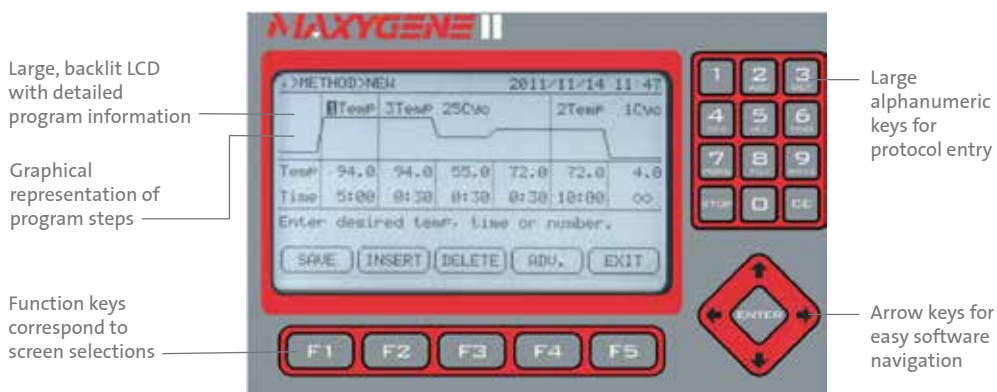 MAXYGENE II
Large, backlit LCD
with detailed
program information
Graphical
representation of
program steps
Function keys
correspond to
screen selections
.>METHOD>NEW 2011/11/14 11:47
1Temp 3Temp 25Cyc 2Temp 1Cyc
Temp 94.0 94.0 55.0 72.0 72.0 4.0
Time 5:00 0:30 0:30 0:30 10:00 ∞
Enter desired temp, time or number.
SAVE INSERT DELETE ADV. EXIT
F1 F2 F3 F4 F5
1 2 3
4 5 6
7 8 9
STOP 0 CE
ENTER
Large
alphanumeric
keys for
protocol entry
Arrow keys for
easy software
navigation